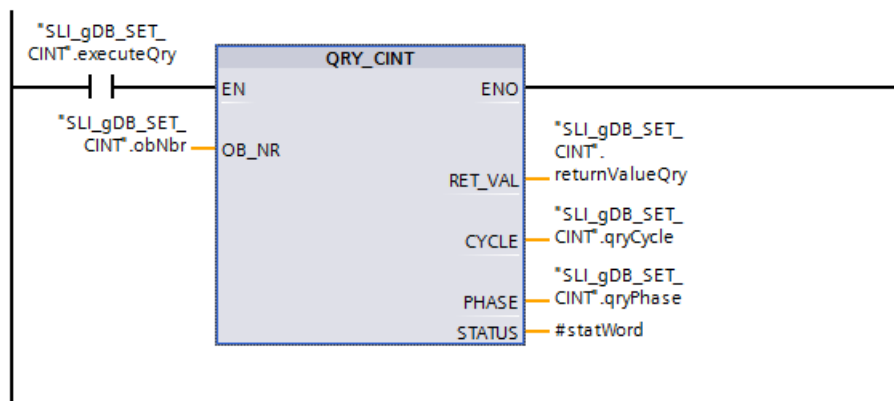 "SLI_gDB_SET_
CINT".executeQry
QRY_CINT
EN
ENO
"SLI_gDB_SET_
CINT".obNbr
OB_NR
RET_VAL
"SLI_gDB_SET_
CINT".
returnValueQry
CYCLE
"SLI_gDB_SET_
CINT".qryCycle
PHASE
"SLI_gDB_SET_
CINT".qryPhase
STATUS
#statWord